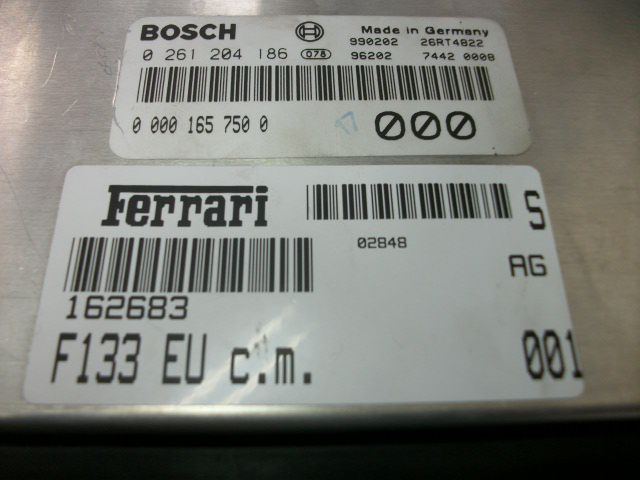 BOSCH Made in Germany
990202 26RT4822
0 261 204 186 078 96202 7442 0008
0 000 165 750 0 000
Ferrari S
02848
AG
162683
F133 EU c.m. 001